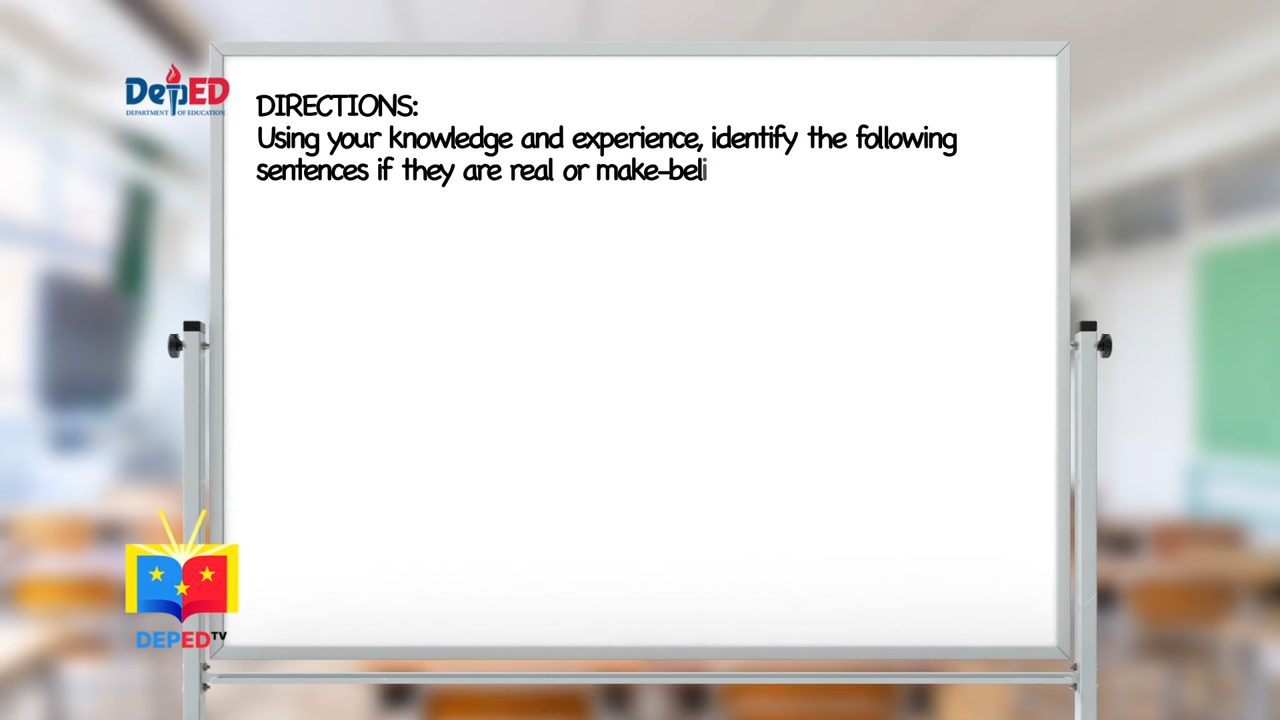 DepED
DEPARTMENT OF EDUCATION
DIRECTIONS:
Using your knowledge and experience, identify the following
sentences if they are real or make-beli
DEPED TV